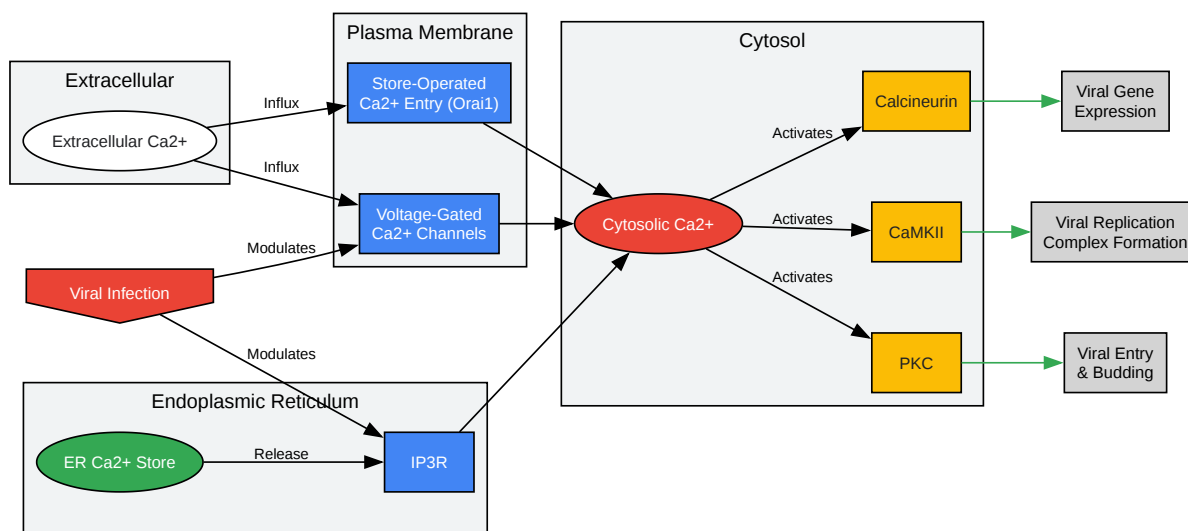 Extracellular
Extracellular Ca2+
Influx
Influx
Plasma Membrane
Store-Operated
Ca2+ Entry (Orai1)
Voltage-Gated
Ca2+ Channels
Modulates
Viral Infection
Modulates
Endoplasmic Reticulum
ER Ca2+ Store
Release
IP3R
Cytosol
Cytosolic Ca2+
Activates
Activates
Activates
Calcineurin
CaMKII
PKC
Viral Gene
Expression
Viral Replication
Complex Formation
Viral Entry
& Budding